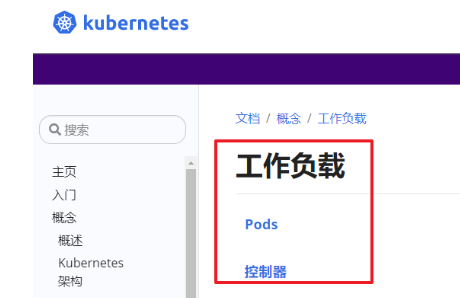 kubernetes
搜索
文档 / 概念 / 工作负载
工作负载
主页
入门
概念
概述
Kubernetes
架构
Pods
控制器